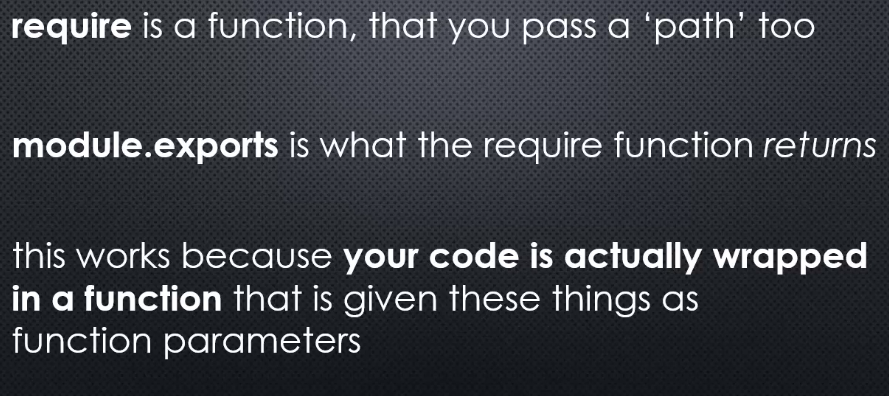 require is a function, that you pass a ‘path’ too
module.exports is what the require function returns
this works because your code is actually wrapped
in a function that is given these things as
function parameters